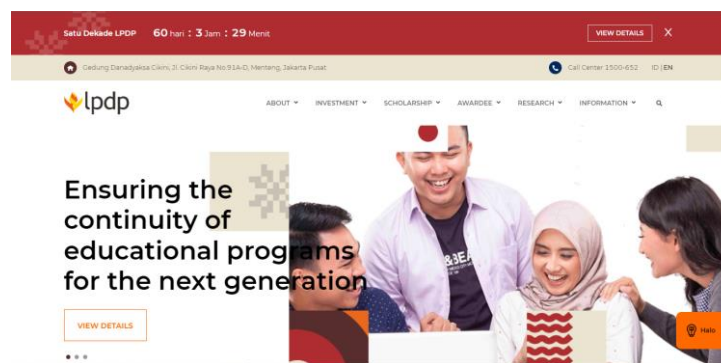 Satu Dekade LPDP 60 hari : 3 Jam : 29 Menit VIEW DETAILS X
Gedung Danadyaksa Cikini, Jl. Cikini Raya No.91A-D, Menteng, Jakarta Pusat Call Center 1500-652 ID | EN
lpdp ABOUT INVESTMENT SCHOLARSHIP AWARDEE RESEARCH INFORMATION
Ensuring the
continuity of
educational programs
for the next generation
VIEW DETAILS
Halo